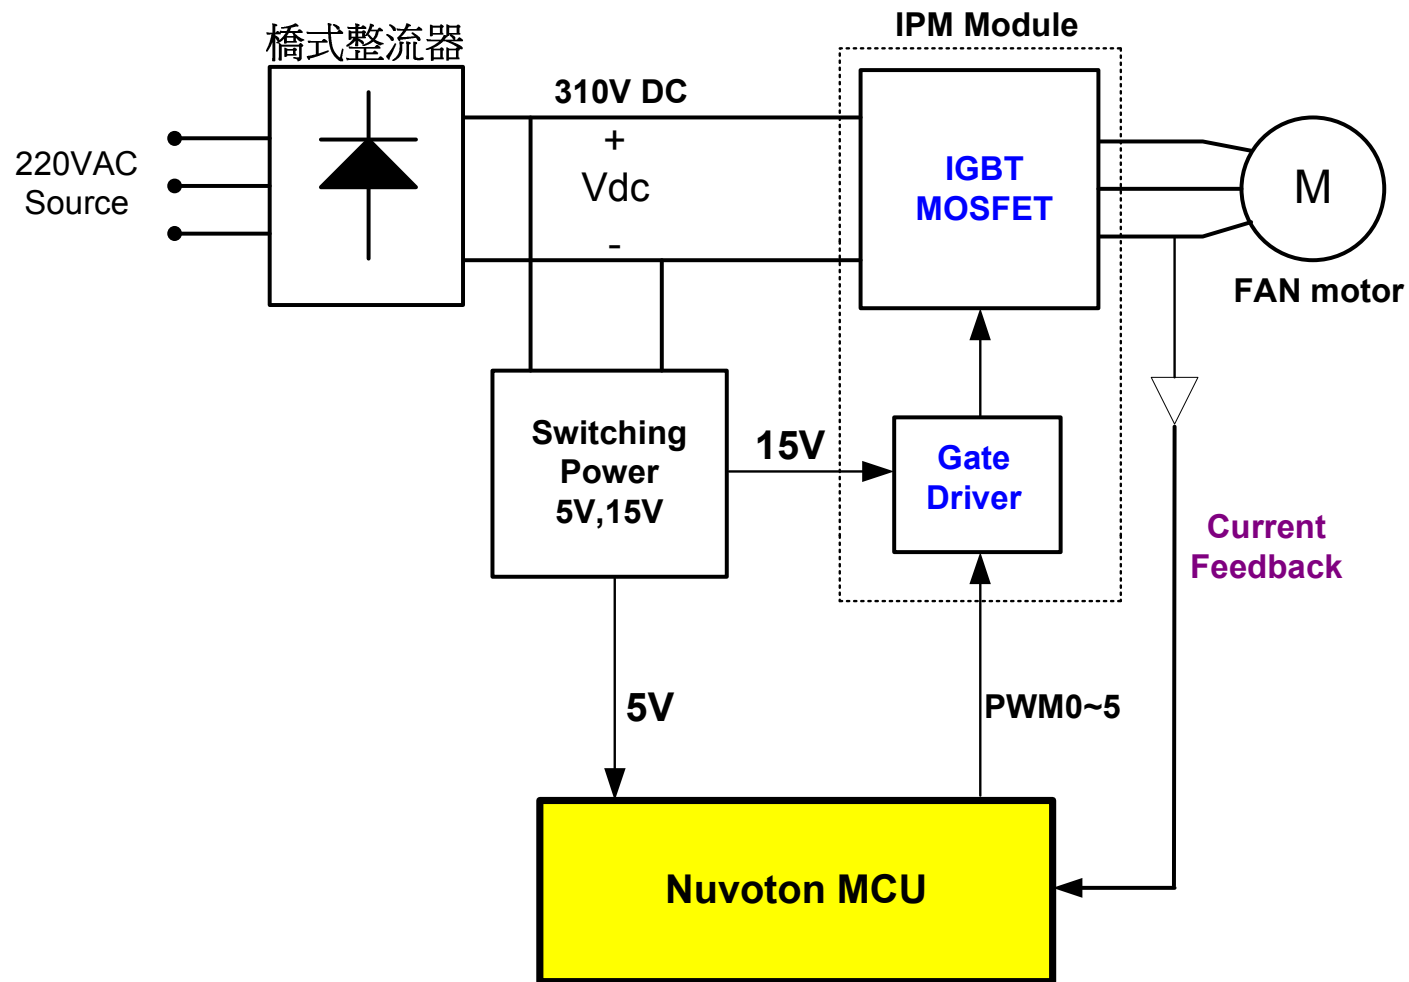 IPM Module
橋式整流器
310V DC
+
Vdc
-
220VAC
Source
IGBT
MOSFET
M
FAN motor
Switching
Power
5V,15V
15V
Gate
Driver
Current
Feedback
5V
PWM0~5
Nuvoton MCU